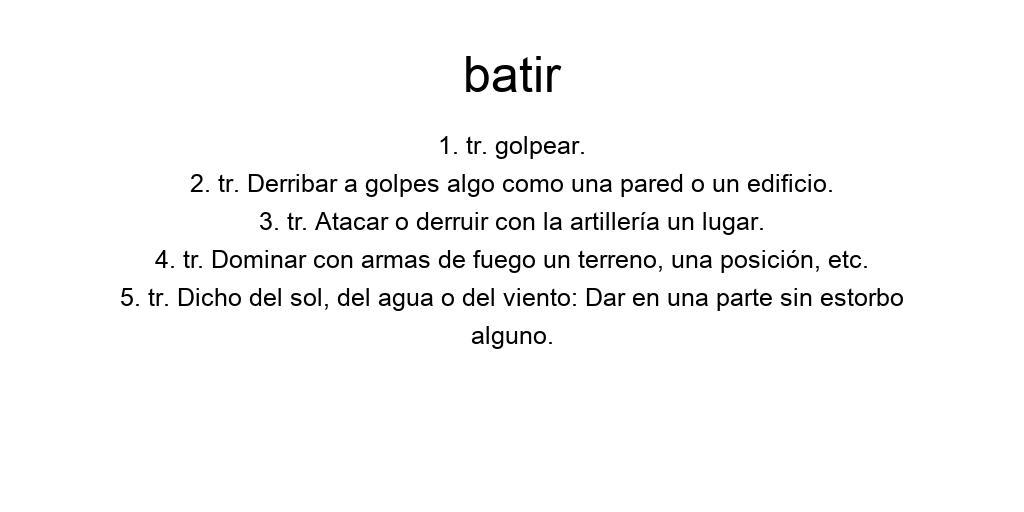 batir
1. tr. golpear.
2. tr. Derribar a golpes algo como una pared o un edificio.
3. tr. Atacar o derruir con la artillería un lugar.
4. tr. Dominar con armas de fuego un terreno, una posición, etc.
5. tr. Dicho del sol, del agua o del viento: Dar en una parte sin estorbo
alguno.